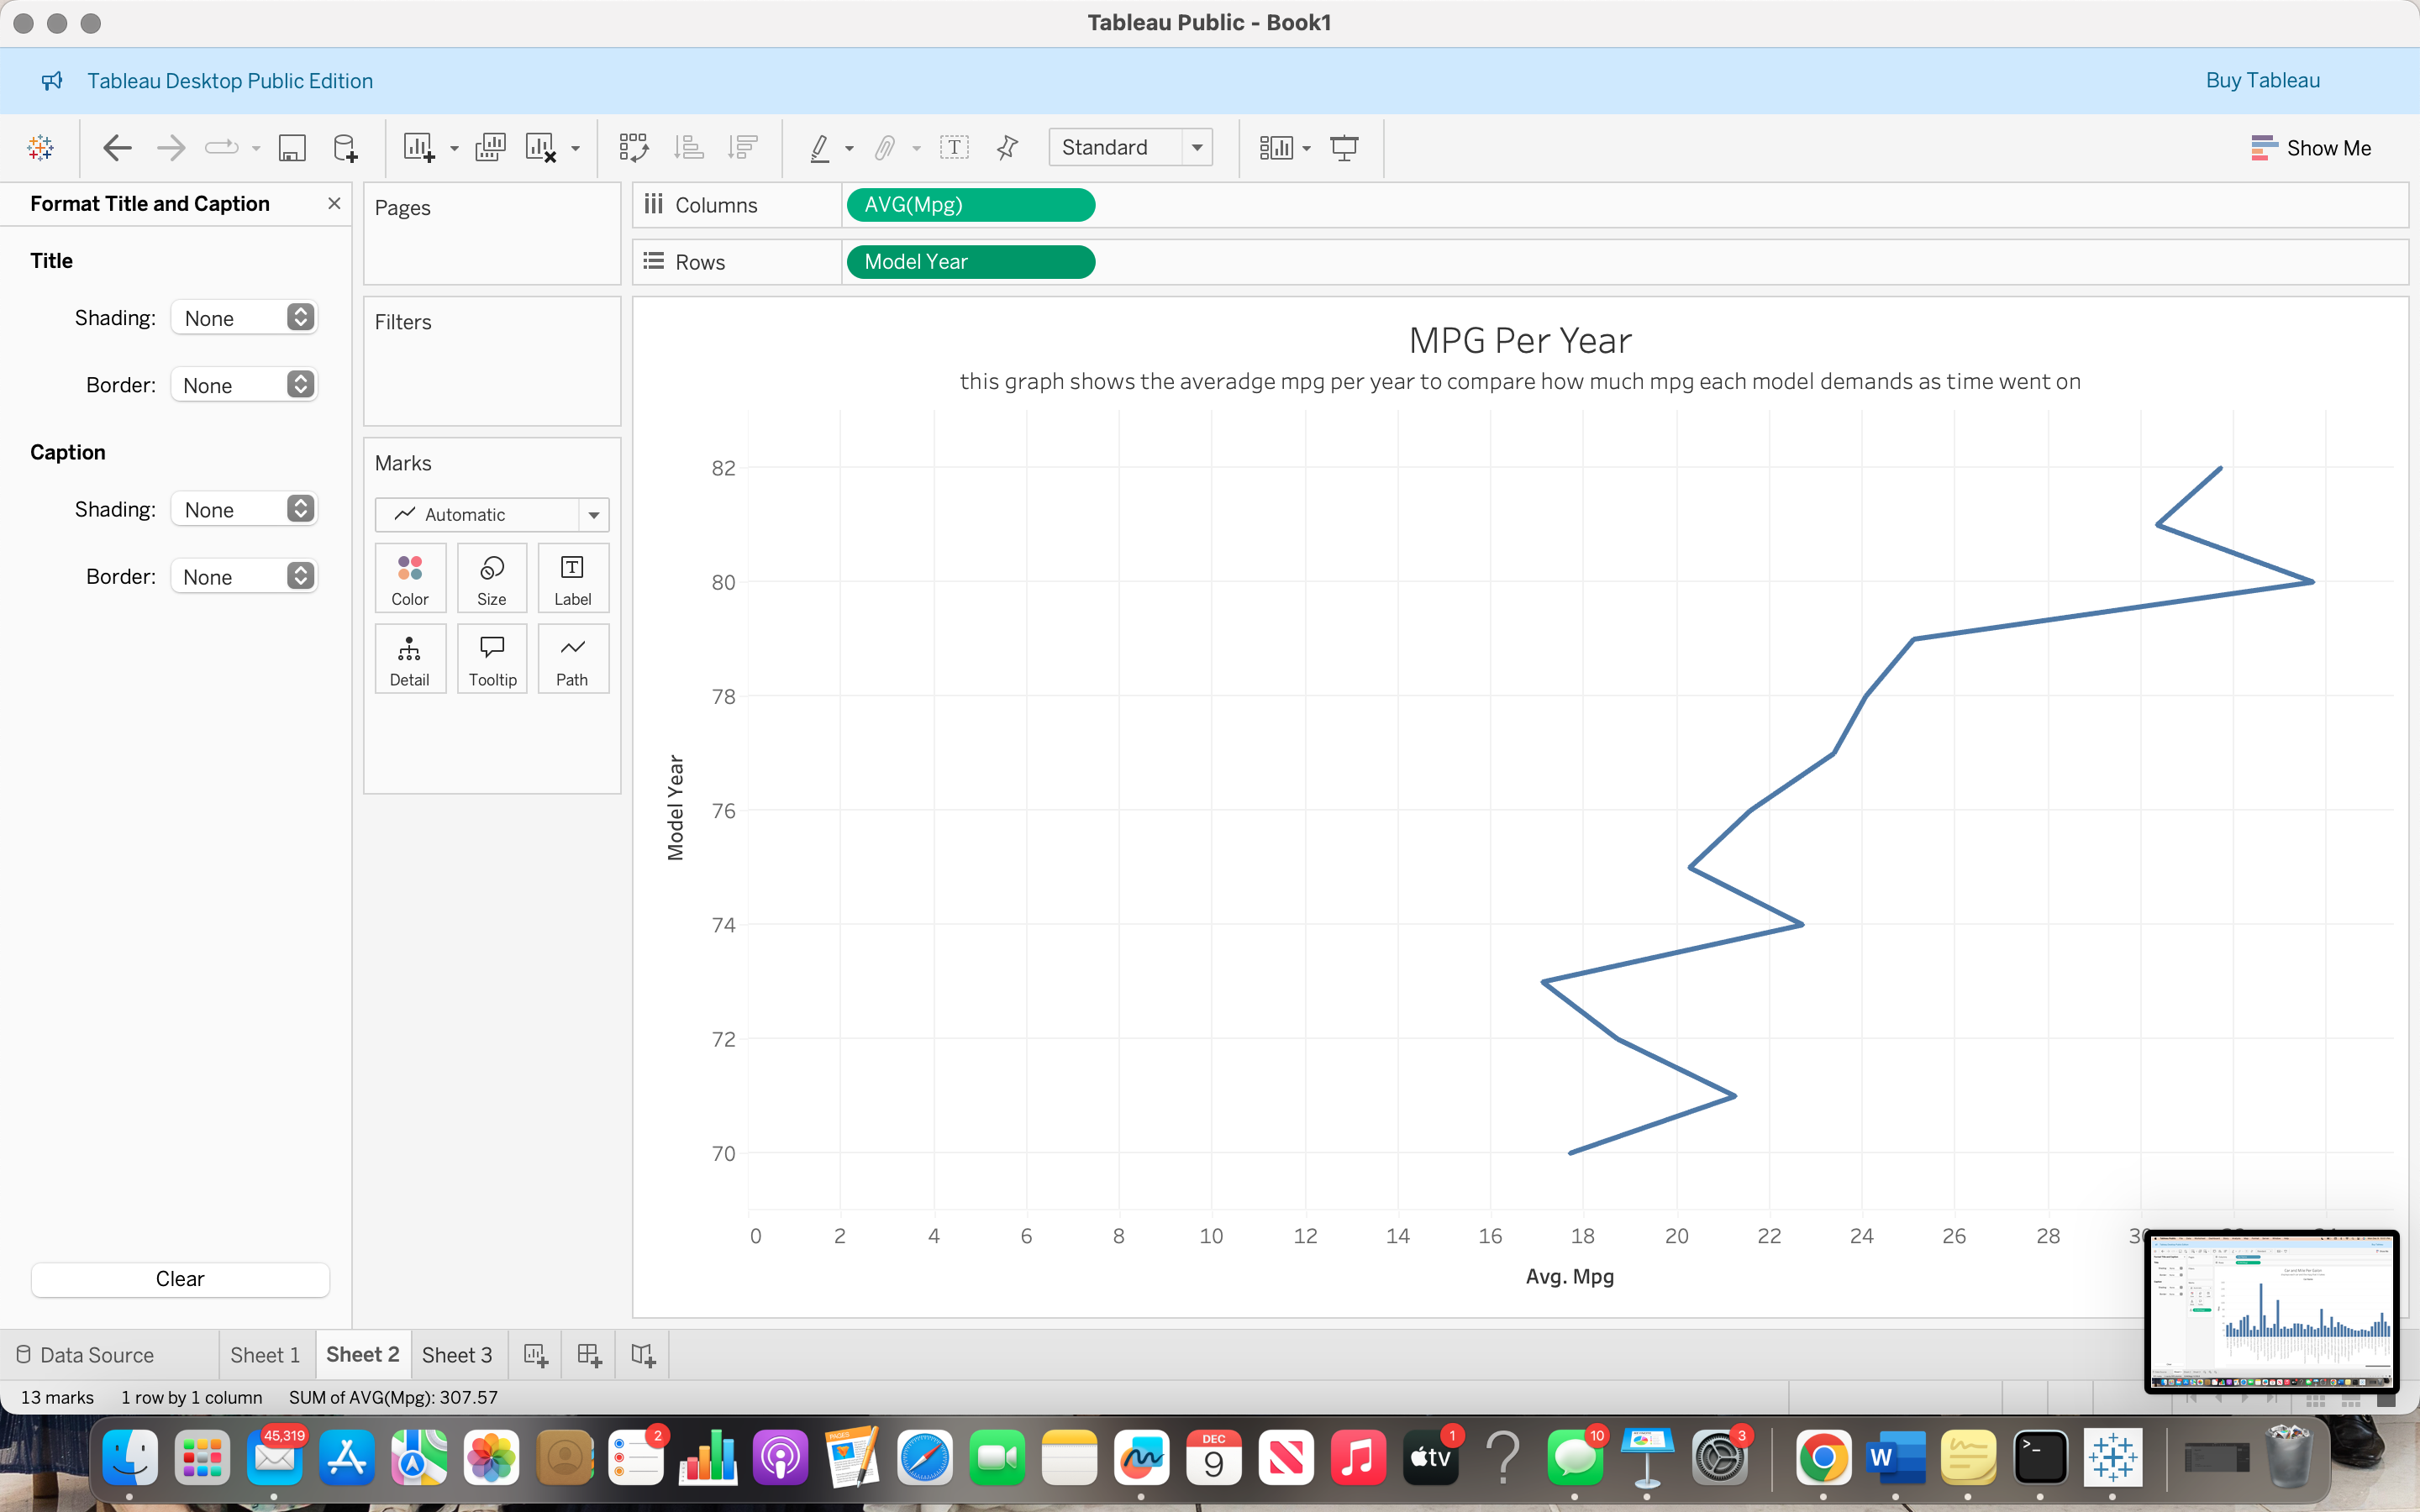 Tableau Public - Book1
Tableau Desktop Public Edition
Buy Tableau
Standard
Show Me
Format Title and Caption
Title
Shading: None
Border: None
Caption
Shading: None
Border: None
Clear
Pages
Filters
Marks
Automatic
Color Size Label
Detail Tooltip Path
Columns AVG(Mpg)
Rows Model Year
MPG Per Year
this graph shows the averadge mpg per year to compare how much mpg each model demands as time went on
82
80
78
76
74
72
70
Model Year
0 2 4 6 8 10 12 14 16 18 20 22 24 26 28
Avg. Mpg
Data Source Sheet 1 Sheet 2 Sheet 3
13 marks 1 row by 1 column SUM of AVG(Mpg): 307.57
45,319
2
PAGES
DEC
9
tv
1
10
3
W
>_